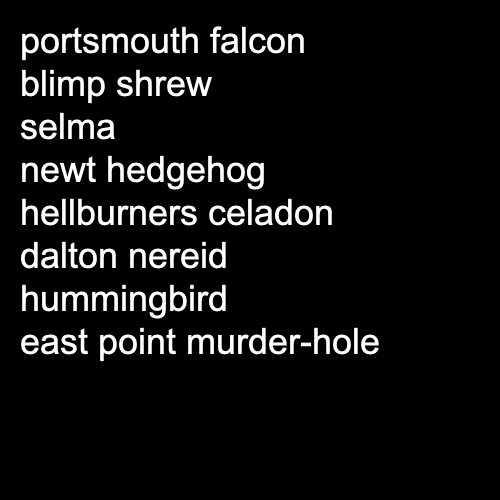 portsmouth falcon
blimp shrew
selma
newt hedgehog
hellburners celadon
dalton nereid
hummingbird
east point murder-hole